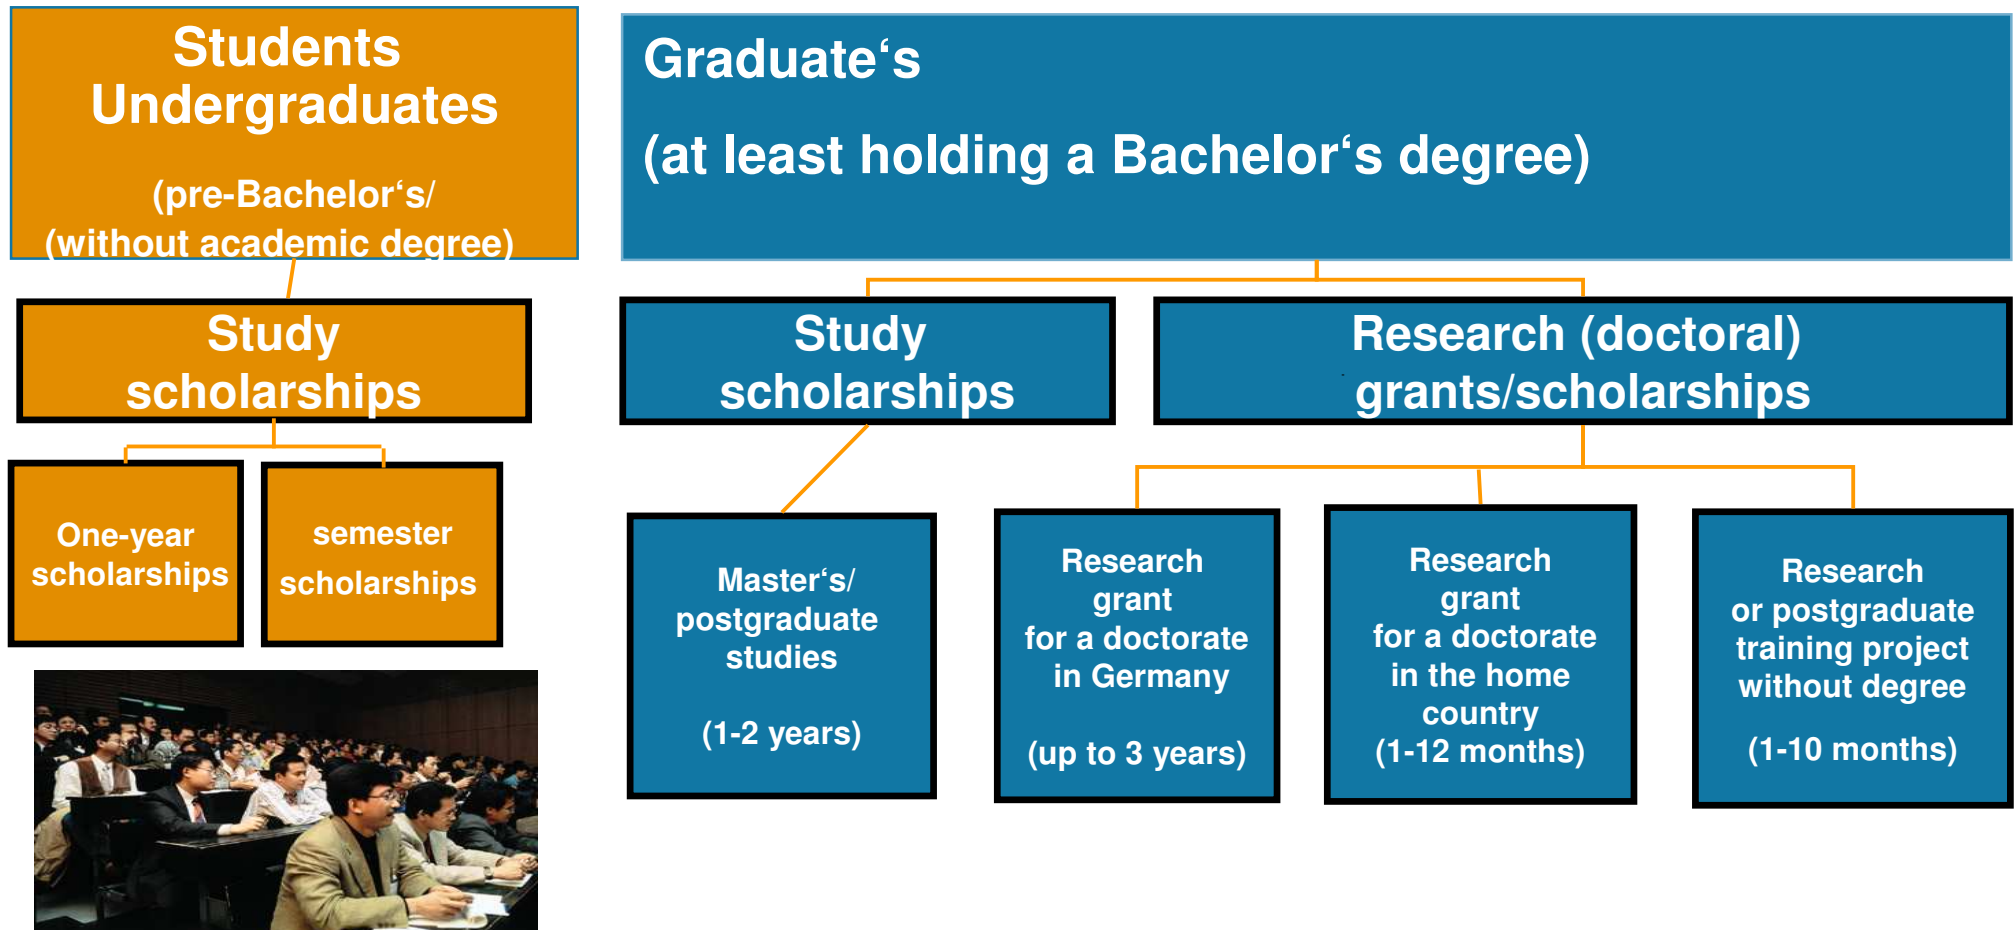 Students
Undergraduates
(pre-Bachelor‘s/
(without academic degree)
Graduate‘s
(at least holding a Bachelor‘s degree)
Study
scholarships
One-year
scholarships
semester
scholarships
Study
scholarships
Research (doctoral)
grants/scholarships
Master‘s/
postgraduate
studies
(1-2 years)
Research
grant
for a doctorate
in Germany
(up to 3 years)
Research
grant
for a doctorate
in the home
country
(1-12 months)
Research
or postgraduate
training project
without degree
(1-10 months)